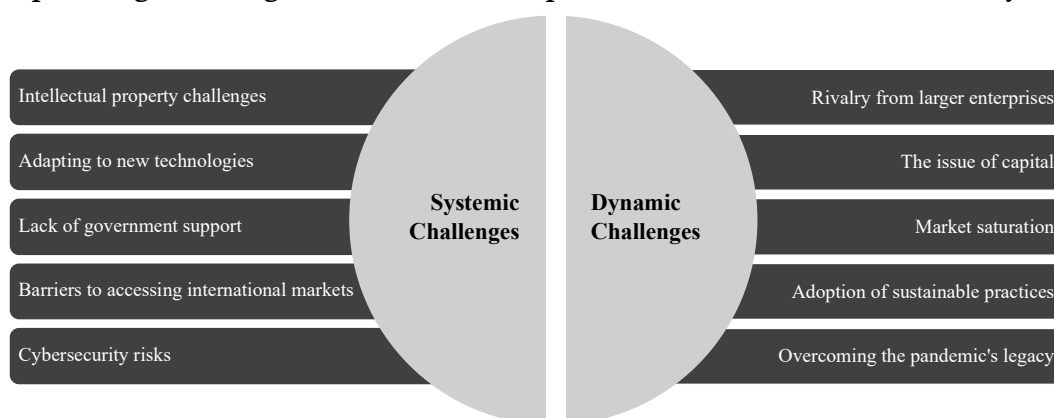 Intellectual property challenges
Adapting to new technologies
Lack of government support
Barriers to accessing international markets
Cybersecurity risks
Systemic
Challenges
Dynamic
Challenges
Rivalry from larger enterprises
The issue of capital
Market saturation
Adoption of sustainable practices
Overcoming the pandemic's legacy